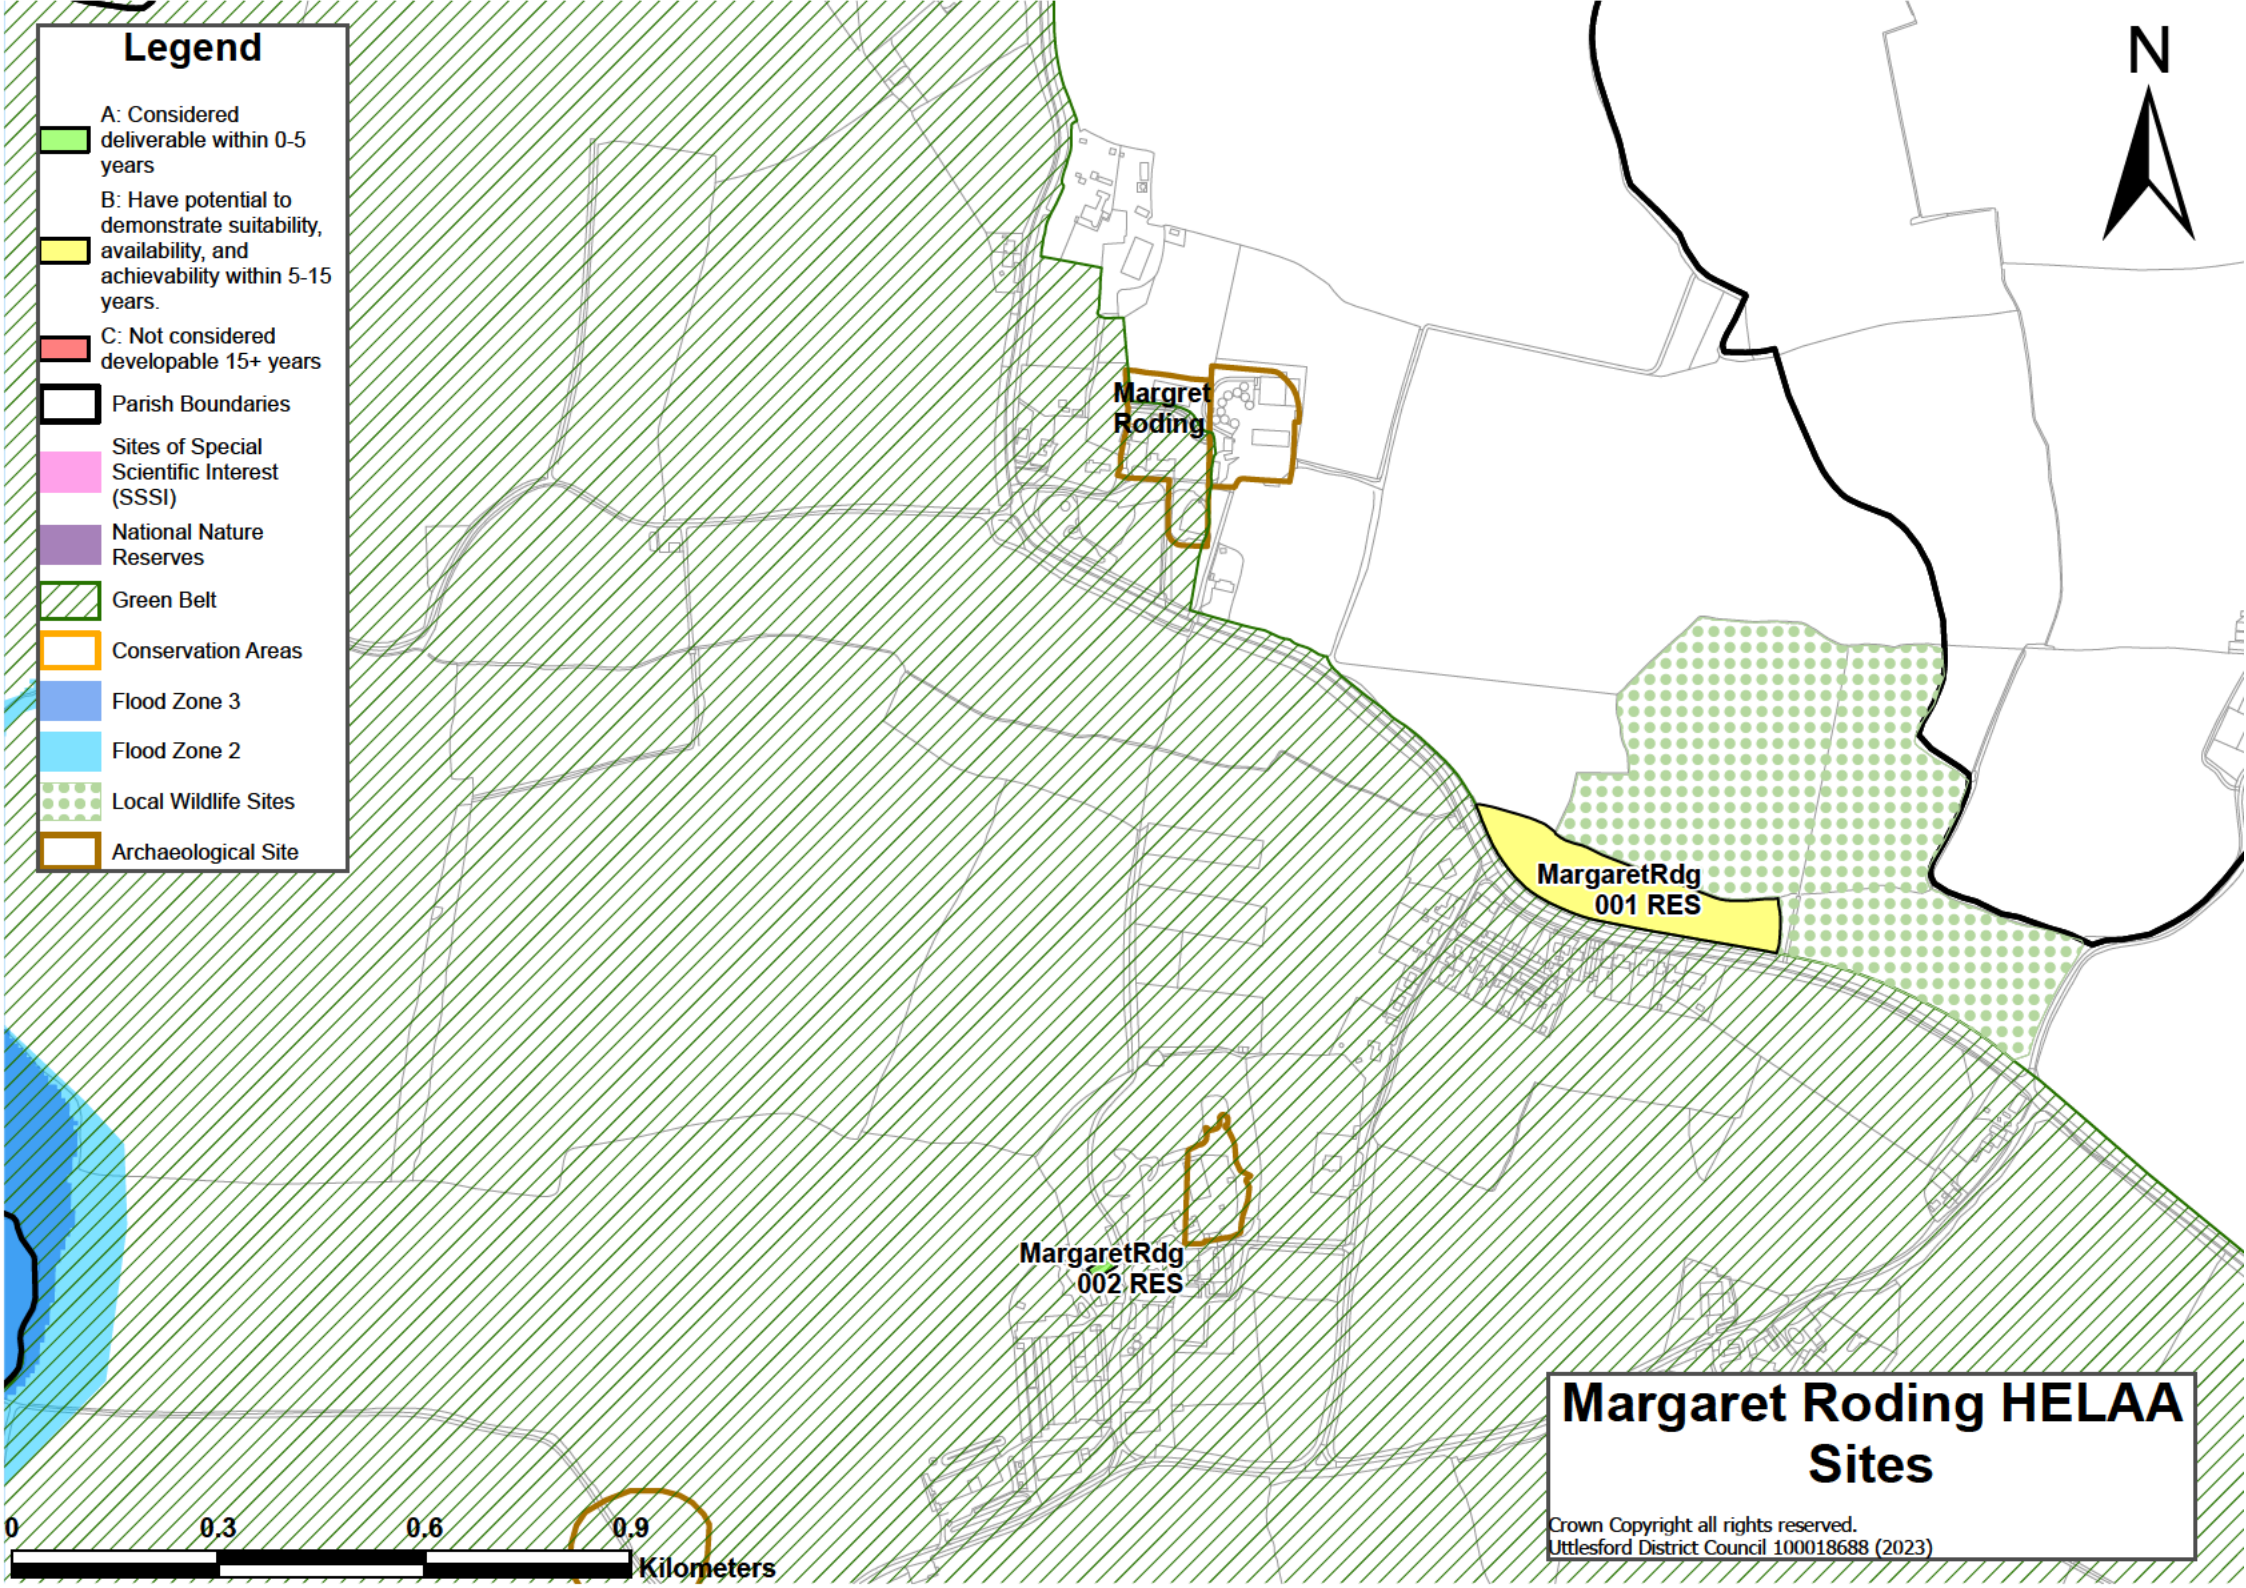 Legend
A: Considered
deliverable within 0-5
years
B: Have potential to
demonstrate suitability,
availability, and
achievability within 5-15
years.
C: Not considered
developable 15+ years
Parish Boundaries
Sites of Special
Scientific Interest
(SSSI)
National Nature
Reserves
Green Belt
Conservation Areas
Flood Zone 3
Flood Zone 2
Local Wildlife Sites
Archaeological Site
N
Margret
Roding
MargaretRdg
001 RES
MargaretRdg
002 RES
0 0.3 0.6 0.9
Kilometers
Margaret Roding HELAA
Sites
Crown Copyright all rights reserved.
Uttlesford District Council 100018688 (2023)